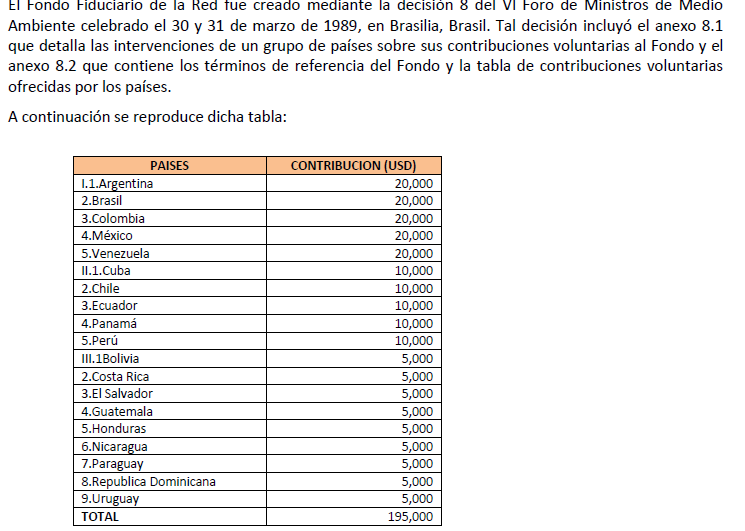 El Fondo Fiduciario de la Red fue creado mediante la decisión 8 del VI Foro de Ministros de Medio
Ambiente celebrado el 30 y 31 de marzo de 1989, en Brasilia, Brasil. Tal decisión incluyó el anexo 8.1
que detalla las intervenciones de un grupo de países sobre sus contribuciones voluntarias al Fondo y el
anexo 8.2 que contiene los términos de referencia del Fondo y la tabla de contribuciones voluntarias
ofrecidas por los países.
A continuación se reproduce dicha tabla:
PAISES CONTRIBUCION (USD)
I.1.Argentina 20,000
2.Brasil 20,000
3.Colombia 20,000
4.México 20,000
5.Venezuela 20,000
II.1.Cuba 10,000
2.Chile 10,000
3.Ecuador 10,000
4.Panamá 10,000
5.Perú 10,000
III.1Bolivia 5,000
2.Costa Rica 5,000
3.El Salvador 5,000
4.Guatemala 5,000
5.Honduras 5,000
6.Nicaragua 5,000
7.Paraguay 5,000
8.Republica Dominicana 5,000
9.Uruguay 5,000
TOTAL 195,000